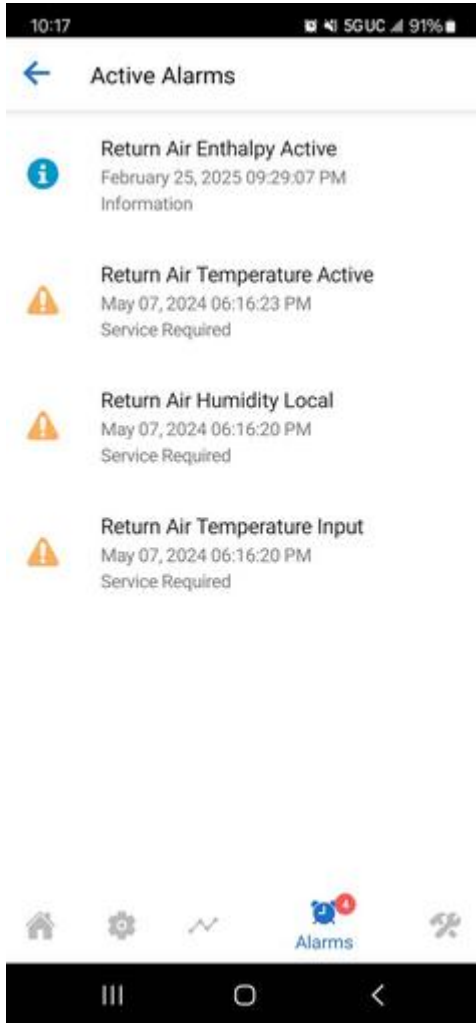 10:17
5GUC 91%
Active Alarms
Return Air Enthalpy Active
February 25, 2025 09:29:07 PM
Information
Return Air Temperature Active
May 07, 2024 06:16:23 PM
Service Required
Return Air Humidity Local
May 07, 2024 06:16:20 PM
Service Required
Return Air Temperature Input
May 07, 2024 06:16:20 PM
Service Required
4
Alarms